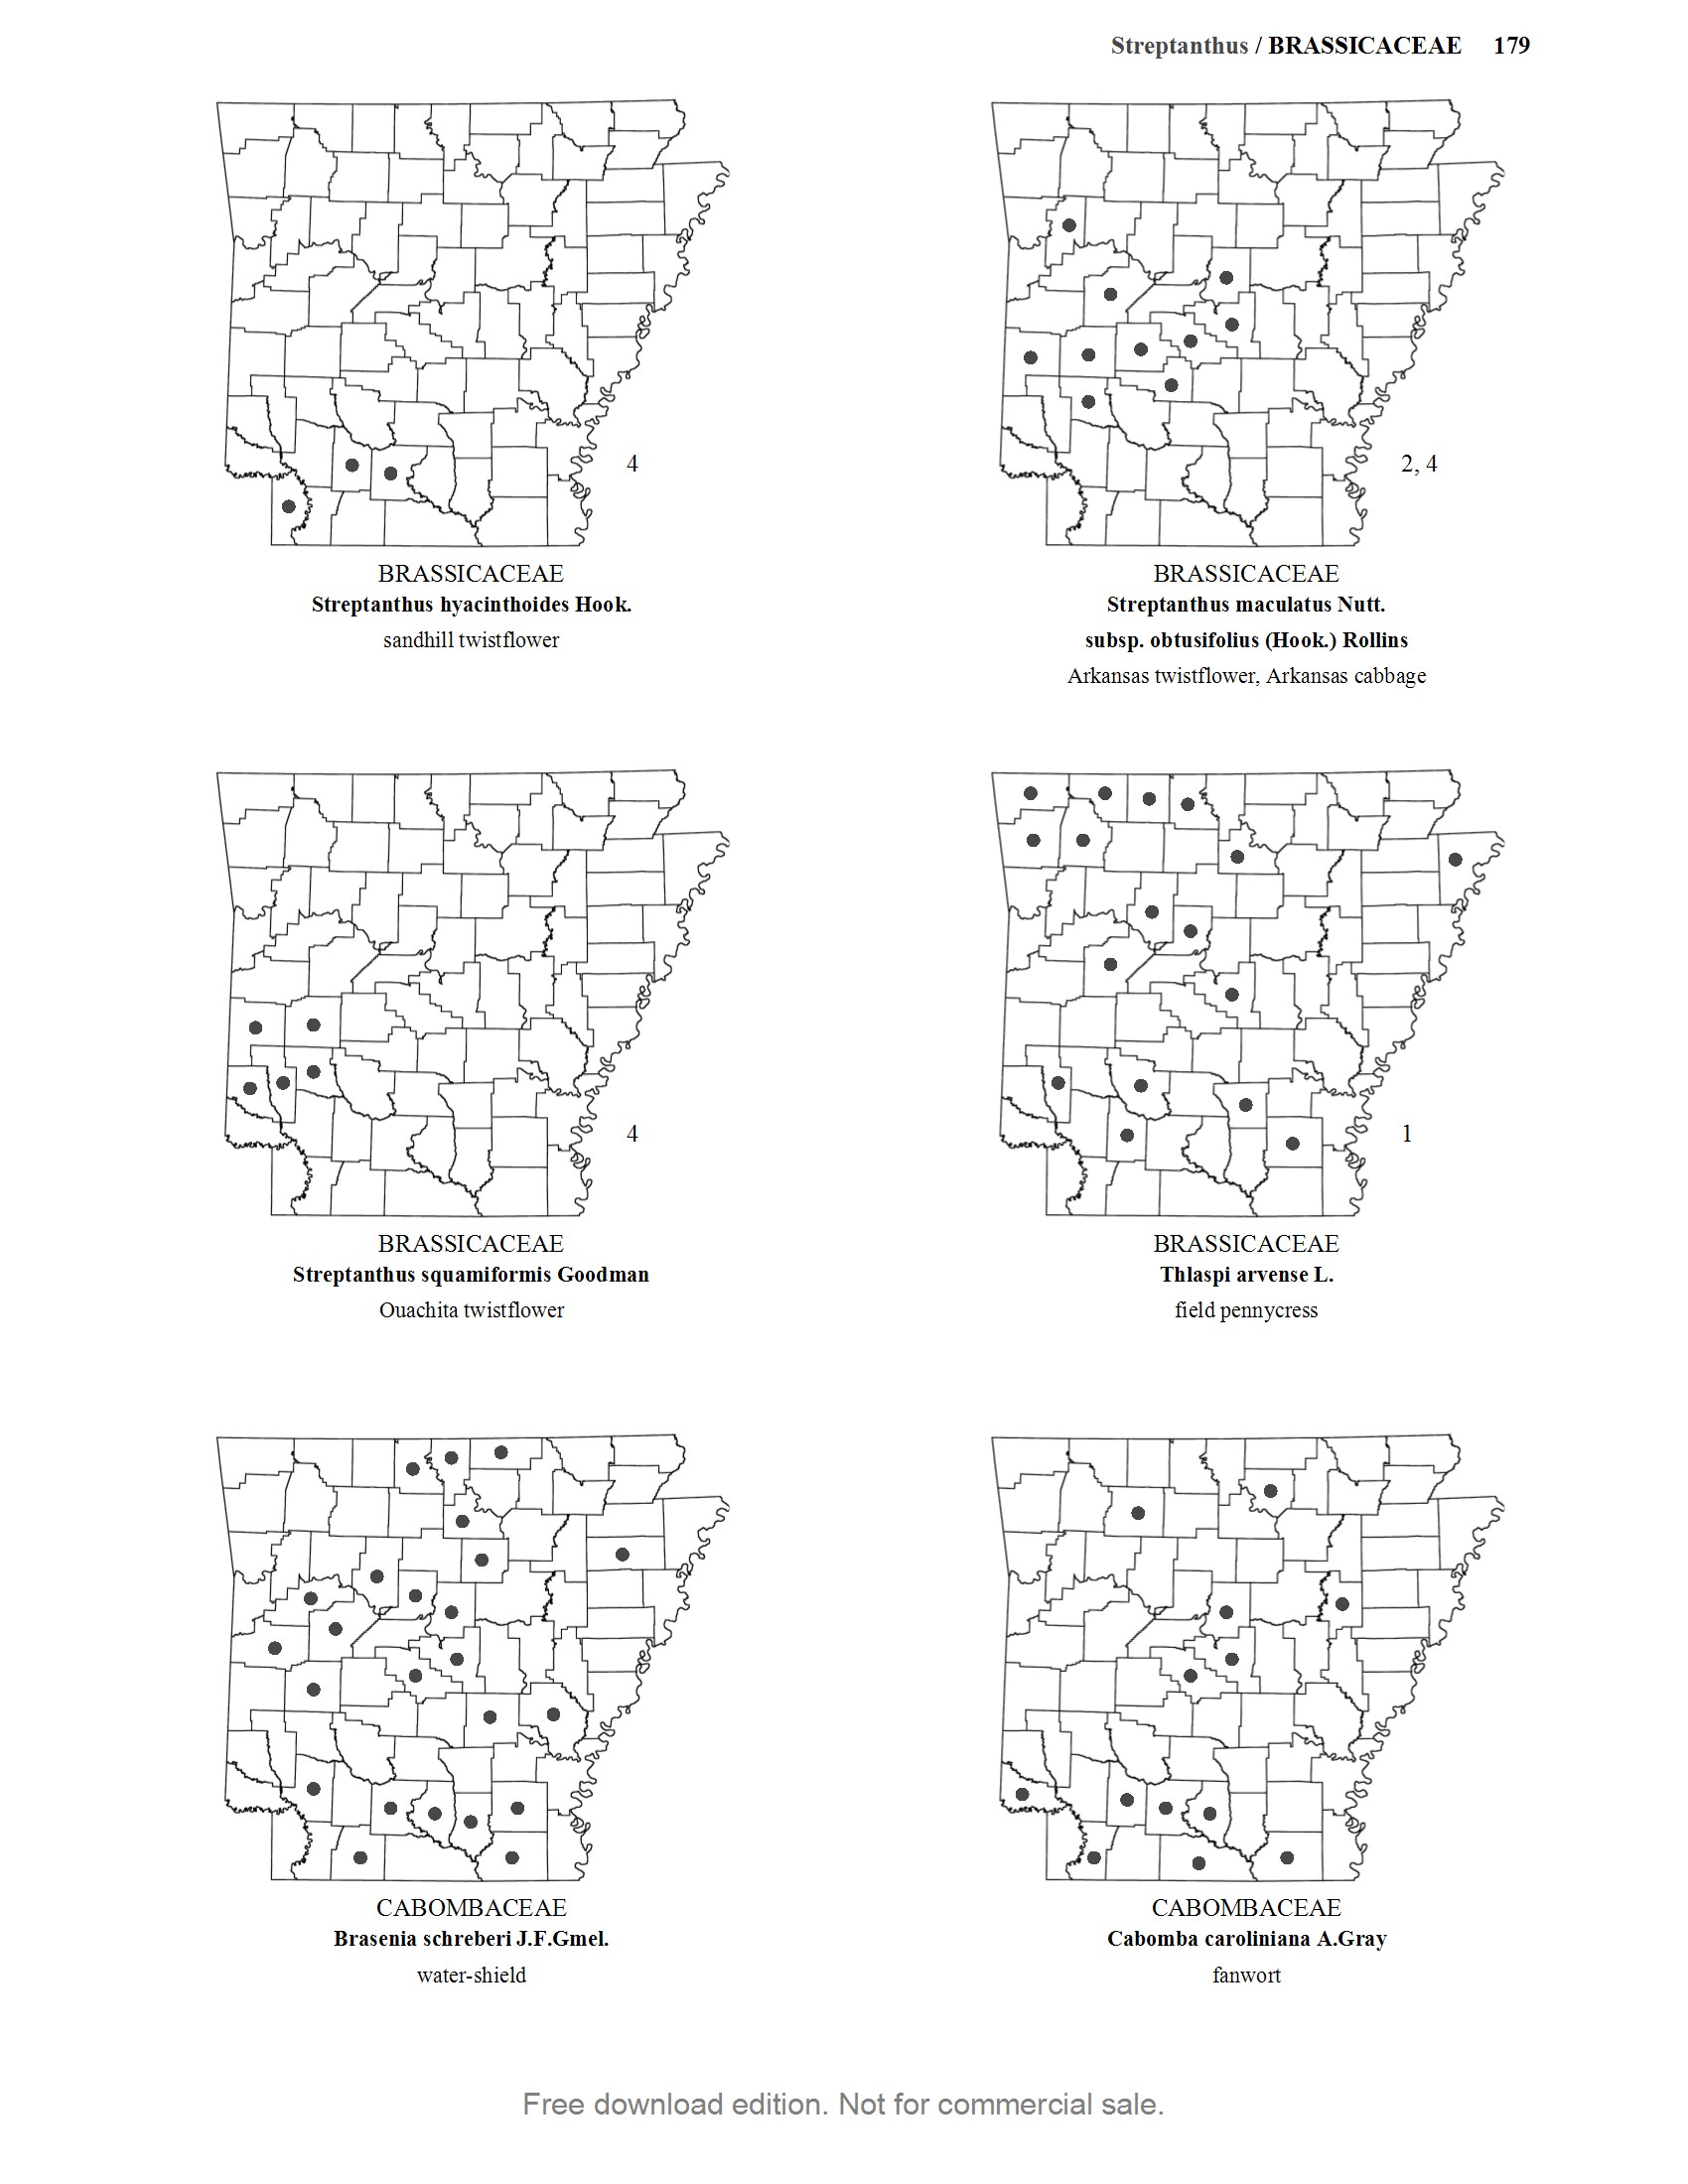 Streptanthus / BRASSICACEAE 179
4
BRASSICACEAE
Streptanthus hyacinthoides Hook.
sandhill twistflower
2, 4
BRASSICACEAE
Streptanthus maculatus Nutt.
subsp. obtusifolius (Hook.) Rollins
Arkansas twistflower, Arkansas cabbage
4
BRASSICACEAE
Streptanthus squamiformis Goodman
Ouachita twistflower
1
BRASSICACEAE
Thlaspi arvense L.
field pennycress
CABOMBACEAE
Brasenia schreberi J.F.Gmel.
water-shield
CABOMBACEAE
Cabomba caroliniana A.Gray
fanwort
Free download edition. Not for commercial sale.